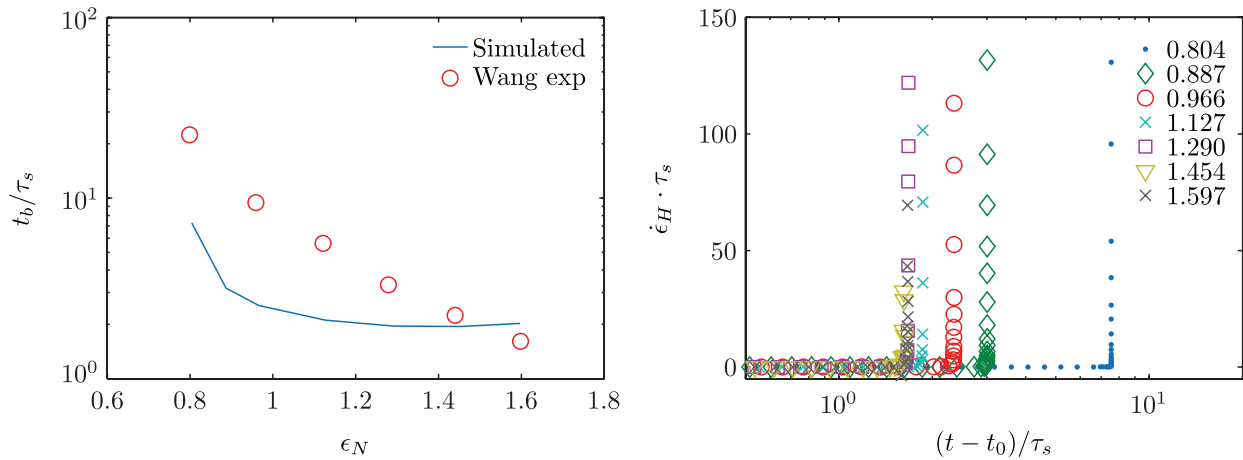 10^2
10^1
10^0
t_b/τ_s
0.6 0.8 1 1.2 1.4 1.6 1.8
ϵ_N
Simulated
Wang exp
150
100
50
0
ϵ̇_H · τ_s
10^0 10^1
(t − t_0)/τ_s
0.804
0.887
0.966
1.127
1.290
1.454
1.597